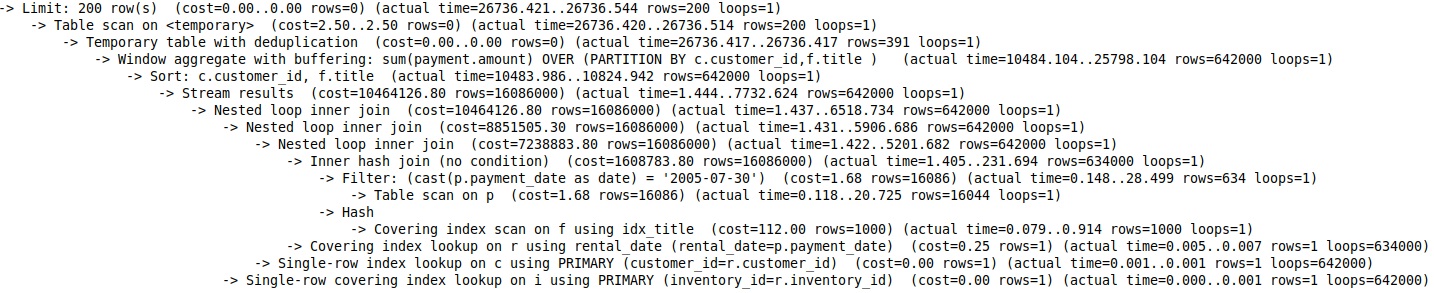 -> Limit: 200 row(s)  (cost=0.00..0.00 rows=0) (actual time=26736.421..26736.544 rows=200 loops=1)
    -> Table scan on <temporary>  (cost=2.50..2.50 rows=0) (actual time=26736.420..26736.514 rows=200 loops=1)
        -> Temporary table with deduplication  (cost=0.00..0.00 rows=0) (actual time=26736.417..26736.417 rows=391 loops=1)
            -> Window aggregate with buffering: sum(payment.amount) OVER (PARTITION BY c.customer_id,f.title )   (actual time=10484.104..25798.104 rows=642000 loops=1)
                -> Sort: c.customer_id, f.title  (actual time=10483.986..10824.942 rows=642000 loops=1)
                    -> Stream results  (cost=10464126.80 rows=16086000) (actual time=1.444..7732.624 rows=642000 loops=1)
                        -> Nested loop inner join  (cost=10464126.80 rows=16086000) (actual time=1.437..6518.734 rows=642000 loops=1)
                            -> Nested loop inner join  (cost=8851505.30 rows=16086000) (actual time=1.431..5906.686 rows=642000 loops=1)
                                -> Nested loop inner join  (cost=7238883.80 rows=16086000) (actual time=1.422..5201.682 rows=642000 loops=1)
                                    -> Inner hash join (no condition)  (cost=1608783.80 rows=16086000) (actual time=1.405..231.694 rows=634000 loops=1)
                                        -> Filter: (cast(p.payment_date as date) = '2005-07-30')  (cost=1.68 rows=16086) (actual time=0.148..28.499 rows=634 loops=1)
                                            -> Table scan on p  (cost=1.68 rows=16086) (actual time=0.118..20.725 rows=16044 loops=1)
                                        -> Hash
                                            -> Covering index scan on f using idx_title  (cost=112.00 rows=1000) (actual time=0.079..0.914 rows=1000 loops=1)
                                    -> Covering index lookup on r using rental_date (rental_date=p.payment_date)  (cost=0.25 rows=1) (actual time=0.005..0.007 rows=1 loops=634000)
                                -> Single-row index lookup on c using PRIMARY (customer_id=r.customer_id)  (cost=0.00 rows=1) (actual time=0.001..0.001 rows=1 loops=642000)
                            -> Single-row covering index lookup on i using PRIMARY (inventory_id=r.inventory_id)  (cost=0.00 rows=1) (actual time=0.000..0.001 rows=1 loops=642000)